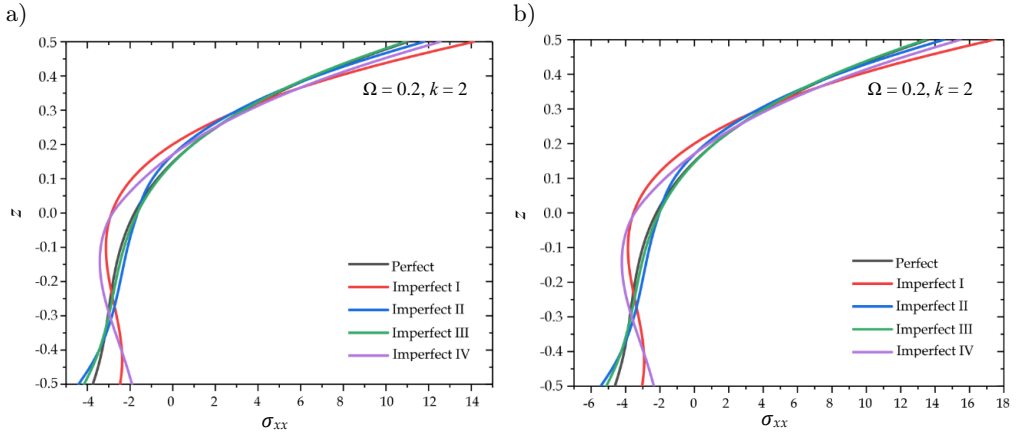 a)
0.5
0.4
0.3
0.2
0.1
0.0
-0.1
-0.2
-0.3
-0.4
-0.5
z
Ω = 0.2, k = 2
Perfect
Imperfect I
Imperfect II
Imperfect III
Imperfect IV
-4 -2 0 2 4 6 8 10 12 14
σxx
b)
0.5
0.4
0.3
0.2
0.1
0.0
-0.1
-0.2
-0.3
-0.4
-0.5
z
Ω = 0.2, k = 2
Perfect
Imperfect I
Imperfect II
Imperfect III
Imperfect IV
-6 -4 -2 0 2 4 6 8 10 12 14 16 18
σxx